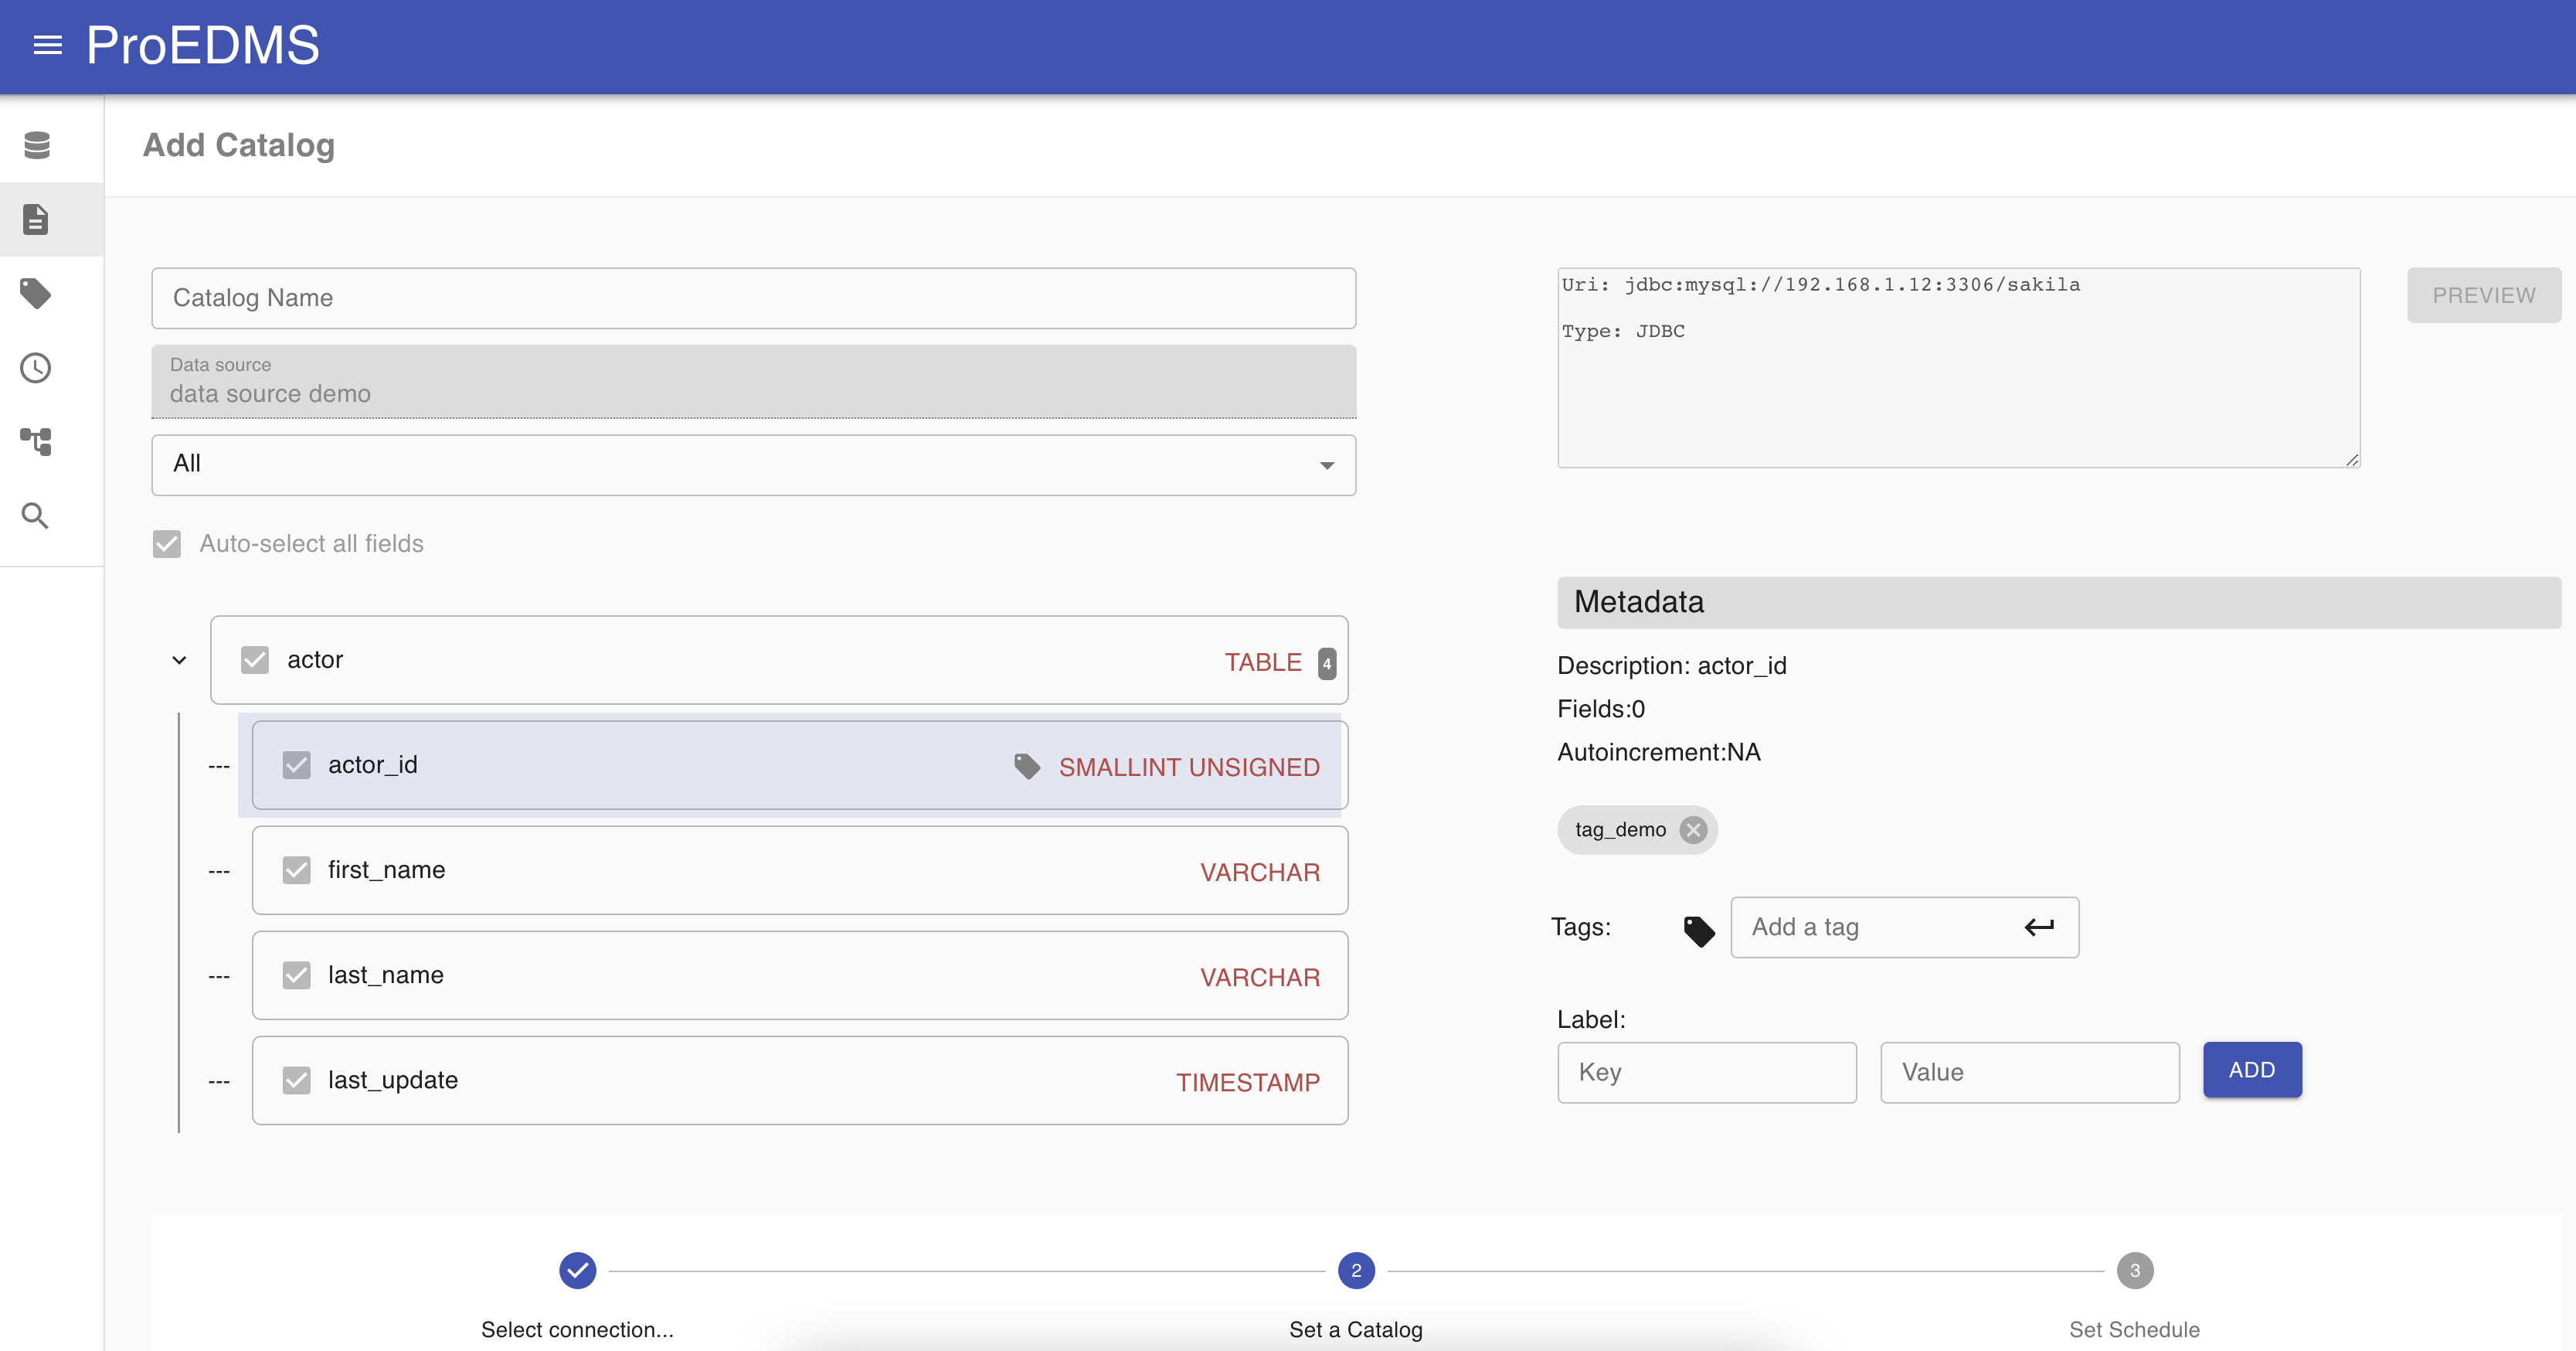 ProEDMS
Add Catalog
Catalog Name
Data source
data source demo
All
Auto-select all fields
actor TABLE 4
--- actor_id SMALLINT UNSIGNED
--- first_name VARCHAR
--- last_name VARCHAR
--- last_update TIMESTAMP
Uri: jdbc:mysql://192.168.1.12:3306/sakila
Type: JDBC
PREVIEW
Metadata
Description: actor_id
Fields:0
Autoincrement:NA
tag_demo
Tags: Add a tag
Label:
Key Value ADD
2 3
Select connection... Set a Catalog Set Schedule